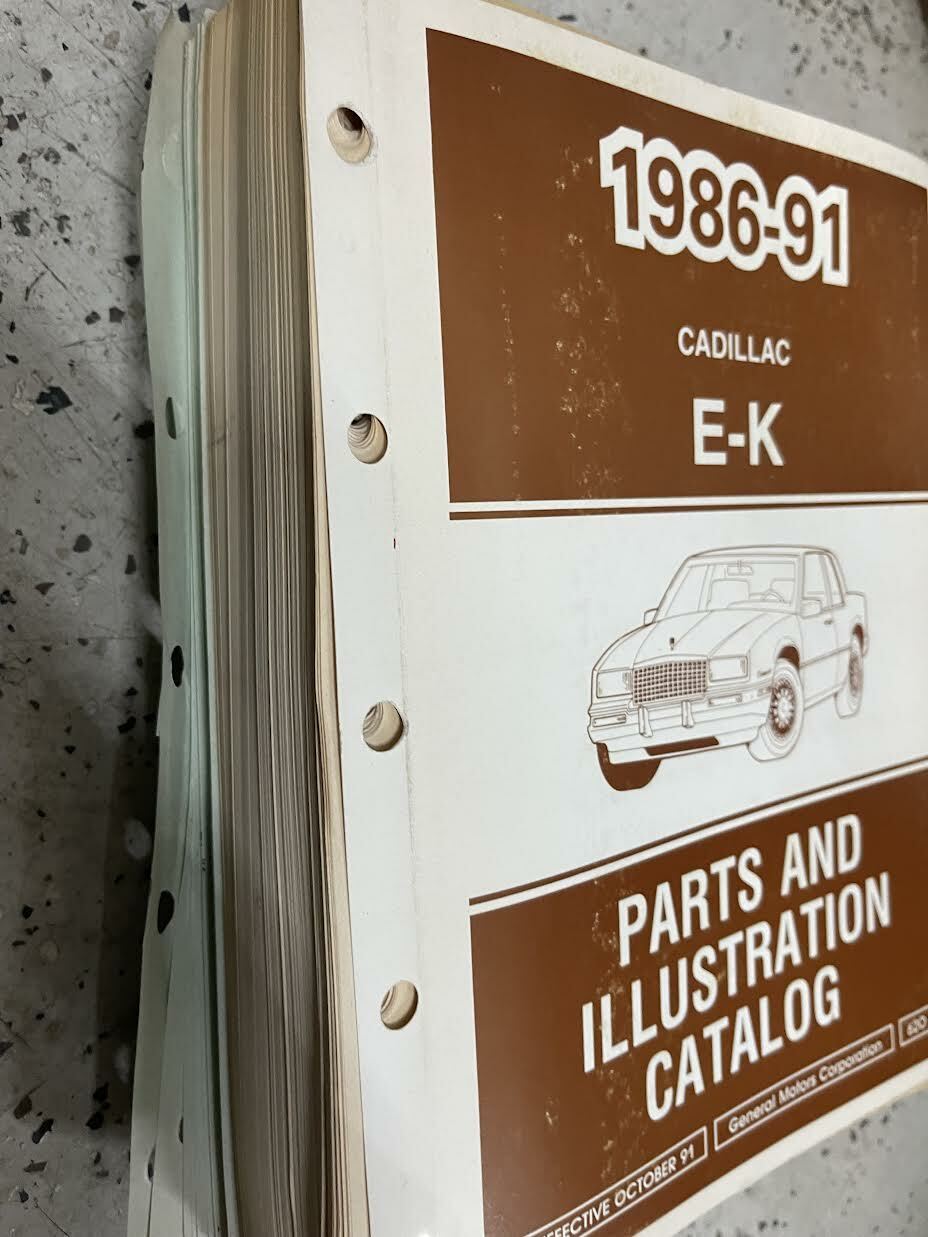 1986-91
CADILLAC
E-K
PARTS AND
ILLUSTRATION
CATALOG
EFFECTIVE OCTOBER 91
General Motors Corporation